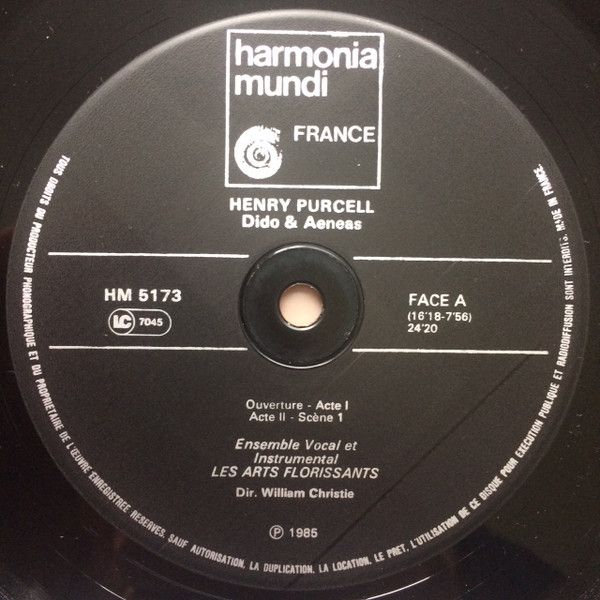 harmonia
mundi
FRANCE
HENRY PURCELL
Dido & Aeneas
HM 5173
LC 7045
FACE A
(16'18-7'56)
24'20
Ouverture - Acte I
Acte II - Scène 1
Ensemble Vocal et
Instrumental
LES ARTS FLORISSANTS
Dir. William Christie
Ⓟ 1985
TOUS DROITS DU PRODUCTEUR PHONOGRAPHIQUE ET DU PROPRIETAIRE DE L'ŒUVRE ENREGISTREE RESERVES. SAUF AUTORISATION, LA DUPLICATION, LA LOCATION, LE PRET, L'UTILISATION DE CE DISQUE POUR EXECUTION PUBLIQUE ET RADIODIFFUSION SONT INTERDITS. MADE IN FRANCE.